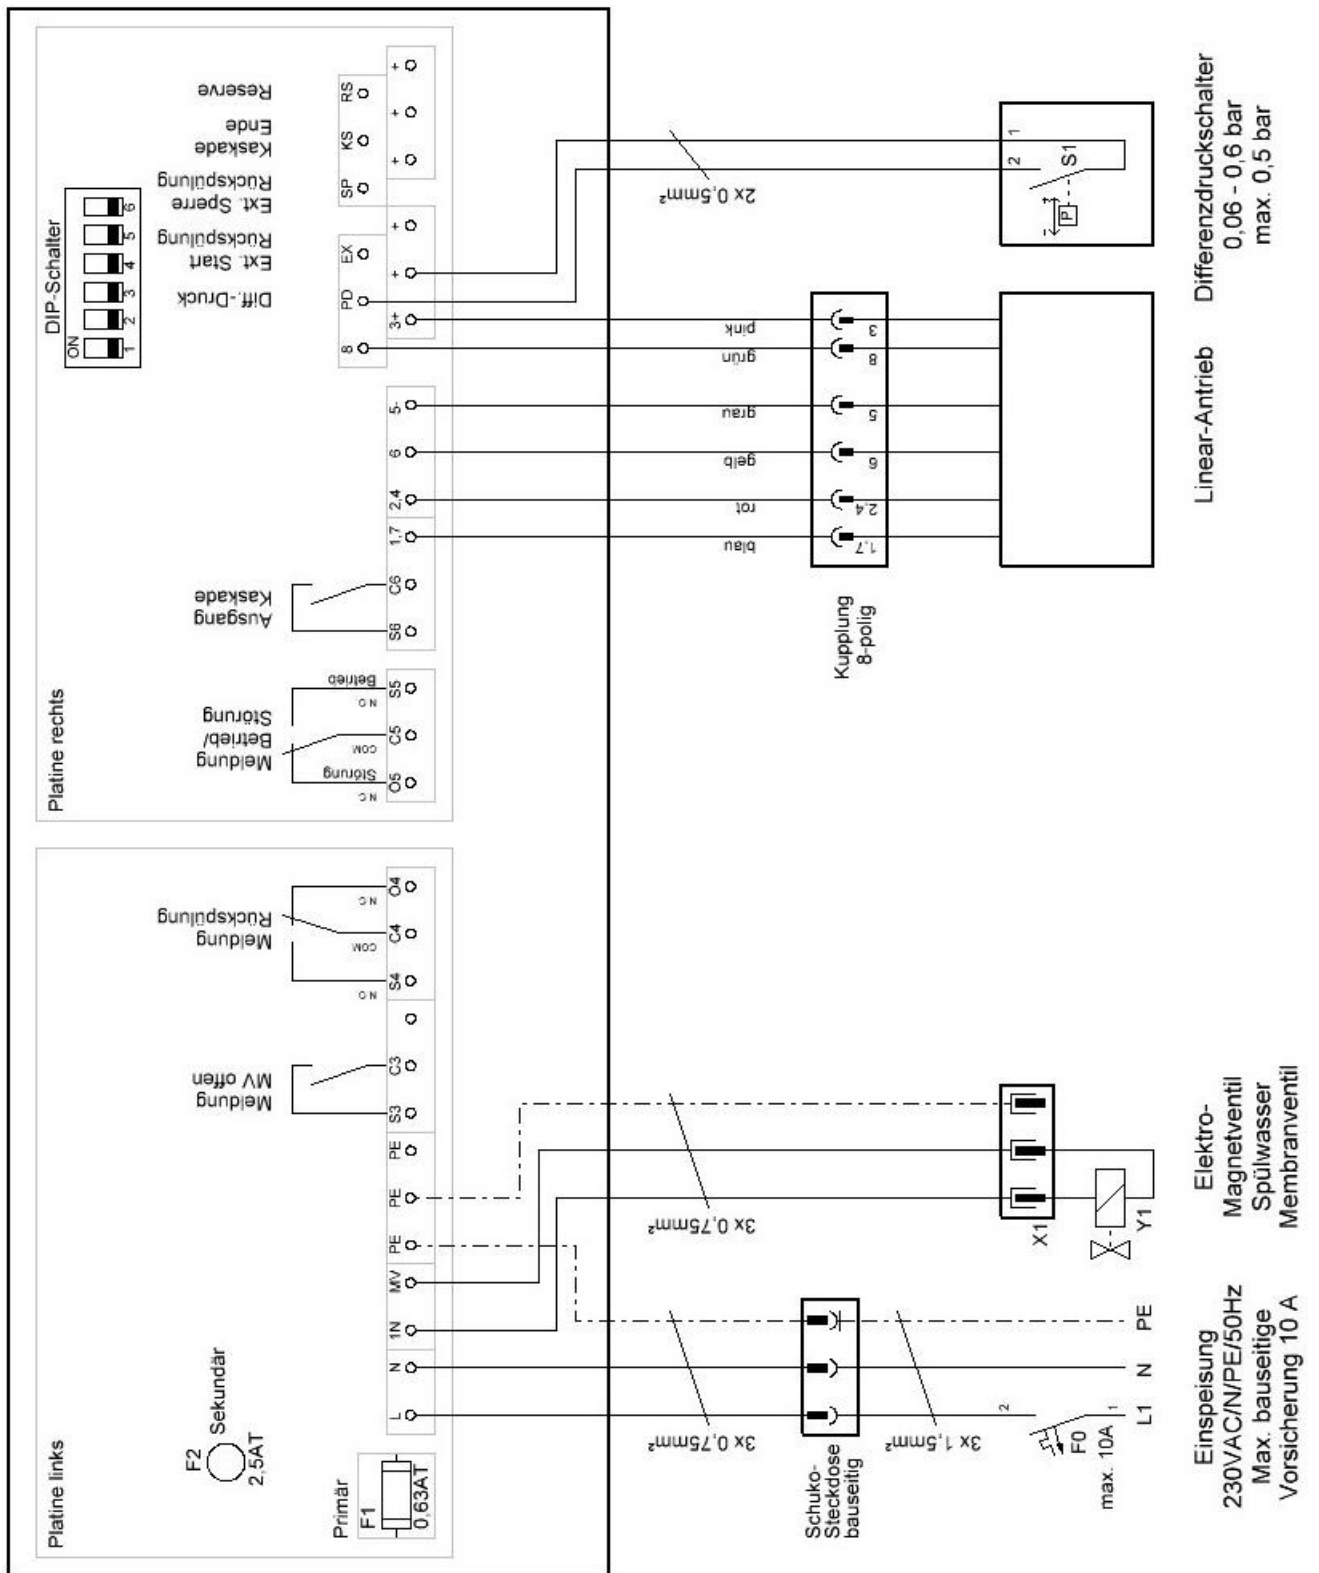 Platine links
F2
Sekundär
2,5AT
Primär
F1
0,63AT
L
N
1N
MV
PE
PE
PE
S3
C3
Meldung
MV offen
S4
C4
O4
N.O
COM
N.C
Meldung
Rückspülung
Platine rechts
O5
C5
S5
N.C
COM
N.O
Störung
Betrieb
Meldung
Betrieb/
Störung
S6
C6
Ausgang
Kaskade
1,7
2,4
6
5-
8
3+
PD
+
EX
+
SP
+
KS
+
RS
+
Diff.-Druck
Ext. Start
Rückspülung
Ext. Sperre
Rückspülung
Kaskade
Ende
Reserve
DIP-Schalter
ON
1
2
3
4
5
6
3x 0,75mm²
3x 0,75mm²
3x 1,5mm²
2x 0,5mm²
blau
rot
gelb
grau
grün
pink
Schuko-
Steckdose
bauseitig
Kupplung
8-polig
1,7
2,4
6
5
8
3
2
1
F0
max. 10A
L1
N
PE
X1
Y1
1
2
S1
P
Einspeisung
230VAC/N/PE/50Hz
Max. bauseitige
Vorsicherung 10 A
Elektro-
Magnetventil
Spülwasser
Membranventil
Linear-Antrieb
Differenzdruckschalter
0,06 - 0,6 bar
max. 0,5 bar